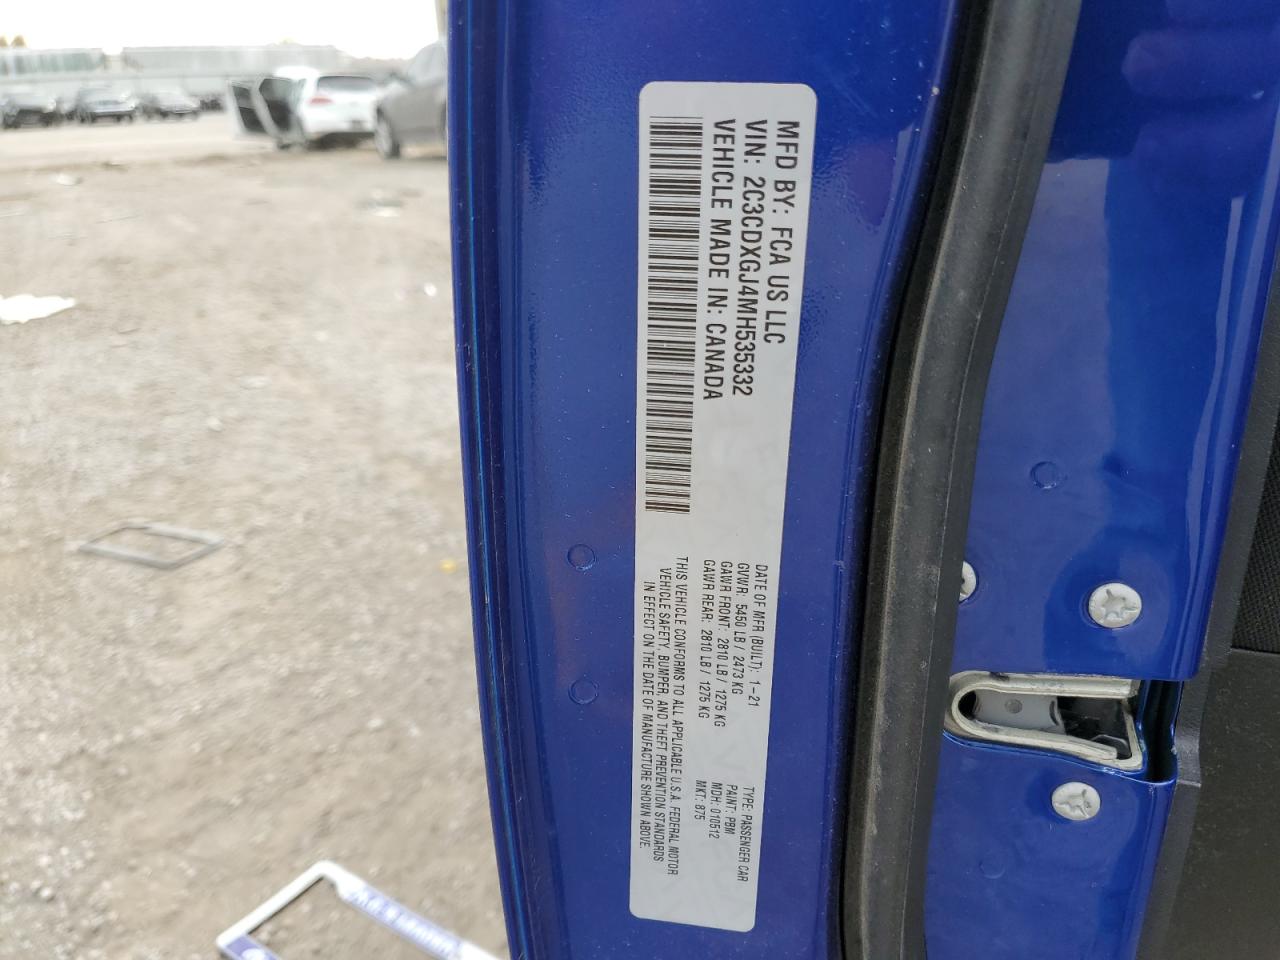 MFD BY: FCA US LLC
VIN: 2C3CDXGJ4MH535332
VEHICLE MADE IN: CANADA
DATE OF MFR (BUILT): 1-21
GVWR: 5450 LB / 2473 KG
GAWR FRONT: 2810 LB / 1275 KG
GAWR REAR: 2810 LB / 1275 KG
THIS VEHICLE CONFORMS TO ALL APPLICABLE U.S.A. FEDERAL MOTOR
VEHICLE SAFETY, BUMPER, AND THEFT PREVENTION STANDARDS
IN EFFECT ON THE DATE OF MANUFACTURE SHOWN ABOVE.
TYPE: PASSENGER CAR
PAINT: PBM
MDH: 010512
MKT: 875